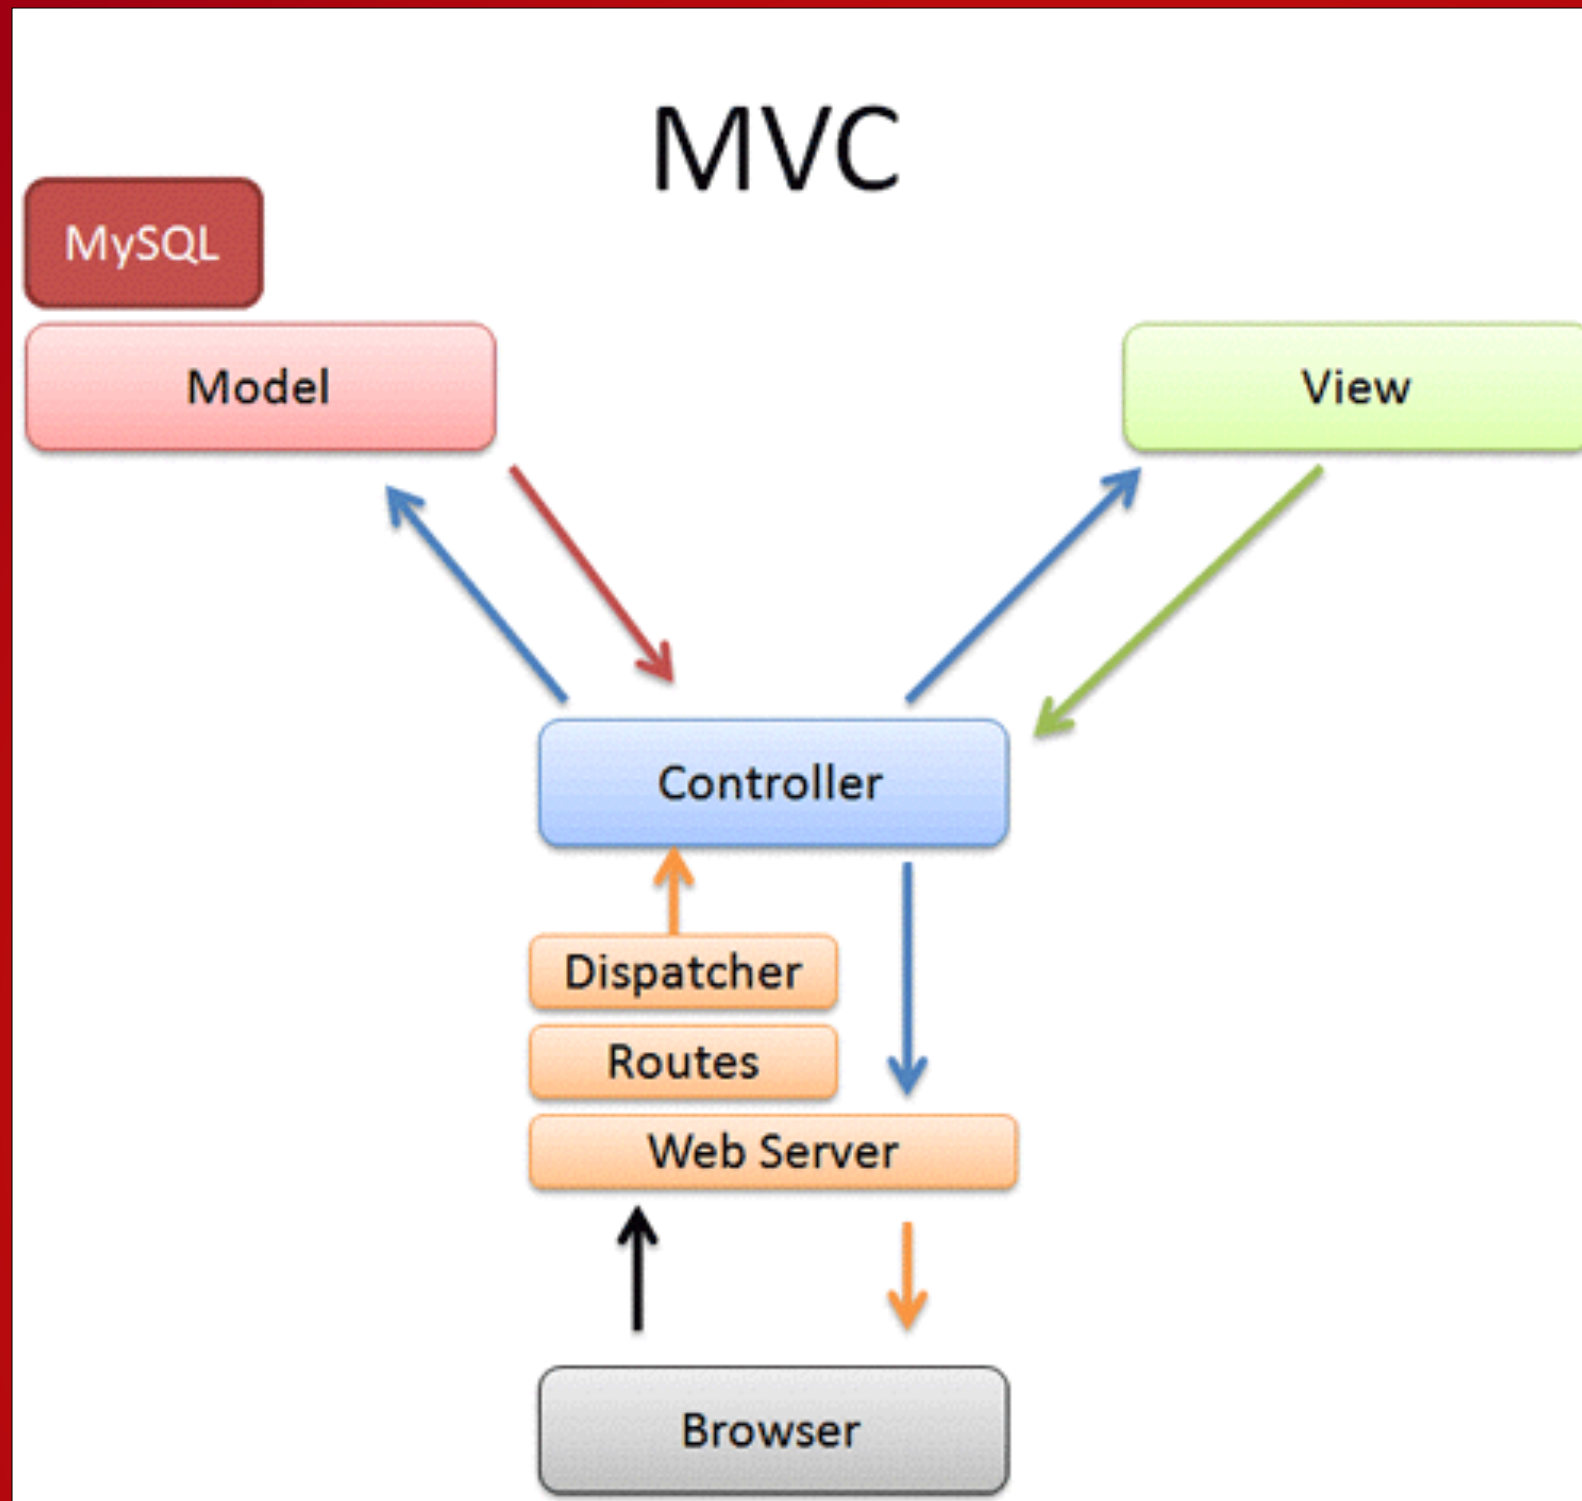 MVC
MySQL
Model
View
Controller
Dispatcher
Routes
Web Server
Browser